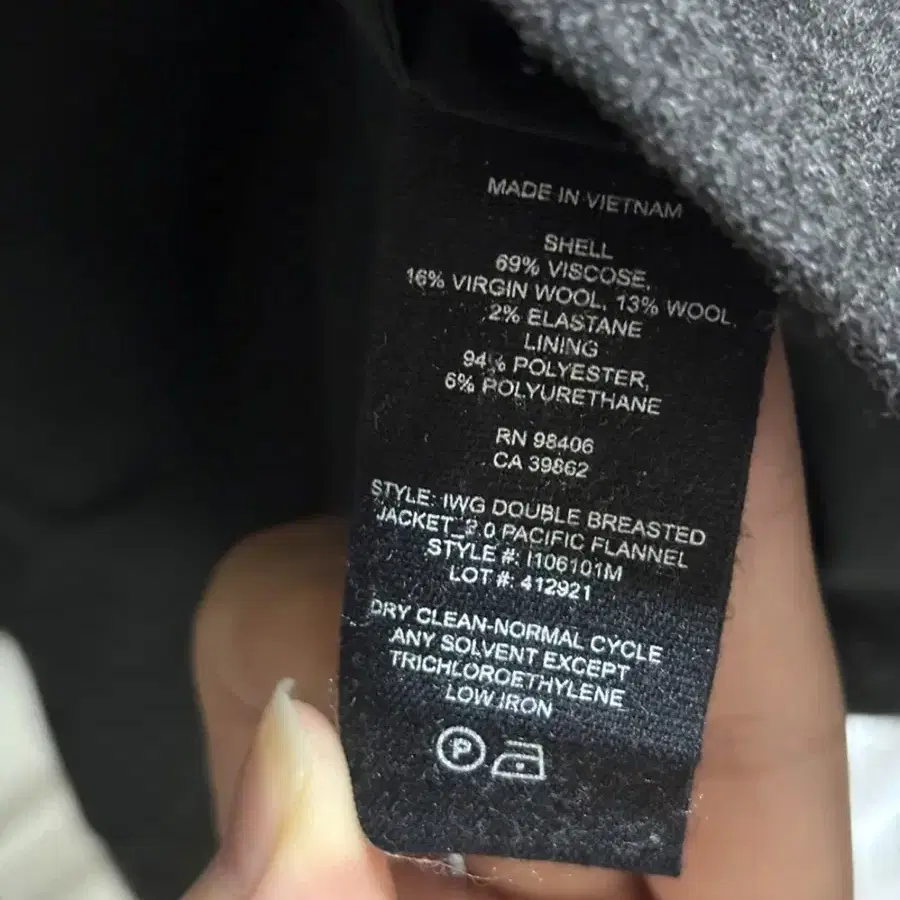 MADE IN VIETNAM
SHELL
69% VISCOSE,
16% VIRGIN WOOL, 13% WOOL,
2% ELASTANE
LINING
94% POLYESTER,
6% POLYURETHANE
RN 98406
CA 39862
STYLE: IWG DOUBLE BREASTED
JACKET_2.0 PACIFIC FLANNEL
STYLE #: I106101M
LOT #: 412921
DRY CLEAN-NORMAL CYCLE
ANY SOLVENT EXCEPT
TRICHLOROETHYLENE
LOW IRON
P